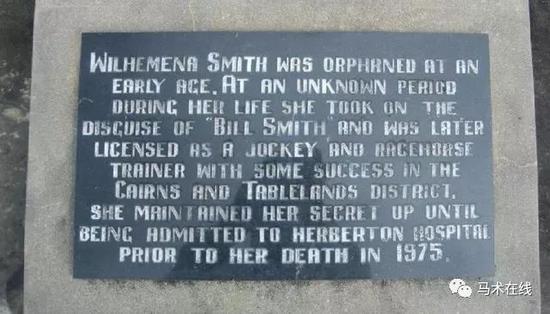 WILHEMENA SMITH WAS ORPHRNED AT AN
EARLY AGE. AT AN UNKNOWN PERIOD
DURING HER LIFE SHE TOOK ON THE
DISGUISE OF "BILL SMITH" AND WAS LATER
LICENSED AS A JOCKEY AND RACEHORSE
TRAINER WITH SOME SUCCESS IN THE
CAIRNS AND TABLELANDS DISTRICT.
SHE MAINTAINED HER SECRET UP UNTIL
BEING ADMITTED TO HERBERTON HOSPITAL
PRIOR TO HER DEATH IN 1975.
马术在线